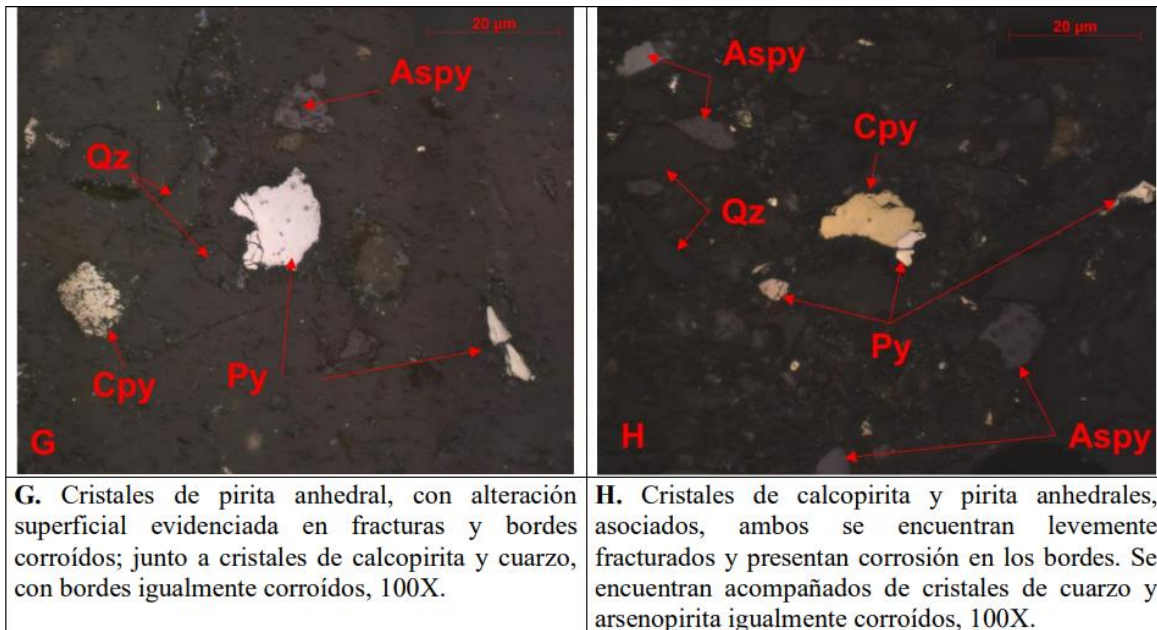 20 µm
Aspy
Qz
Cpy
Py
G
20 µm
Aspy
Cpy
Qz
Py
H
Aspy
G. Cristales de pirita anhedral, con alteración
superficial evidenciada en fracturas y bordes
corroídos; junto a cristales de calcopirita y cuarzo,
con bordes igualmente corroídos, 100X.
H. Cristales de calcopirita y pirita anhedrales,
asociados, ambos se encuentran levemente
fracturados y presentan corrosión en los bordes. Se
encuentran acompañados de cristales de cuarzo y
arsenopirita igualmente corroídos, 100X.